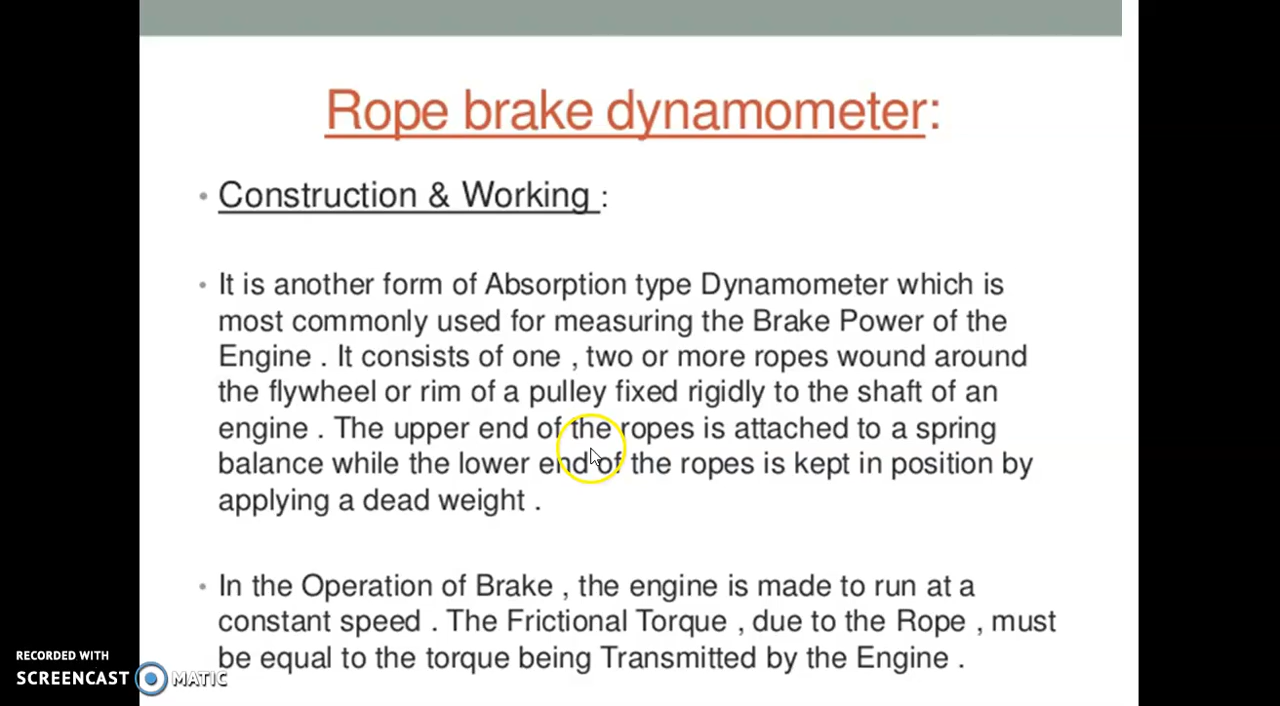 Rope brake dynamometer:
• Construction & Working :
• It is another form of Absorption type Dynamometer which is
most commonly used for measuring the Brake Power of the
Engine . It consists of one , two or more ropes wound around
the flywheel or rim of a pulley fixed rigidly to the shaft of an
engine . The upper end of the ropes is attached to a spring
balance while the lower end of the ropes is kept in position by
applying a dead weight .
• In the Operation of Brake , the engine is made to run at a
constant speed . The Frictional Torque , due to the Rope , must
be equal to the torque being Transmitted by the Engine .
RECORDED WITH
SCREENCAST MATIC